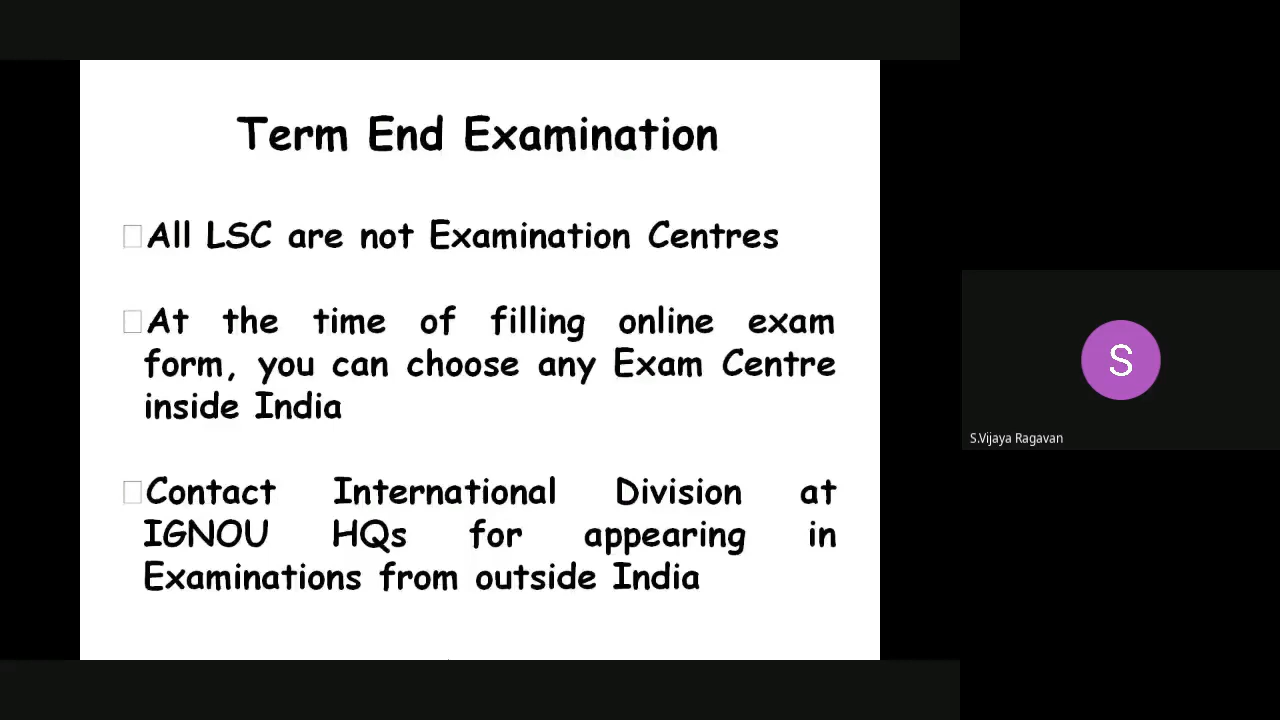 Term End Examination
All LSC are not Examination Centres
At the time of filling online exam
form, you can choose any Exam Centre
inside India
Contact International Division at
IGNOU HQs for appearing in
Examinations from outside India
S
S.Vijaya Ragavan